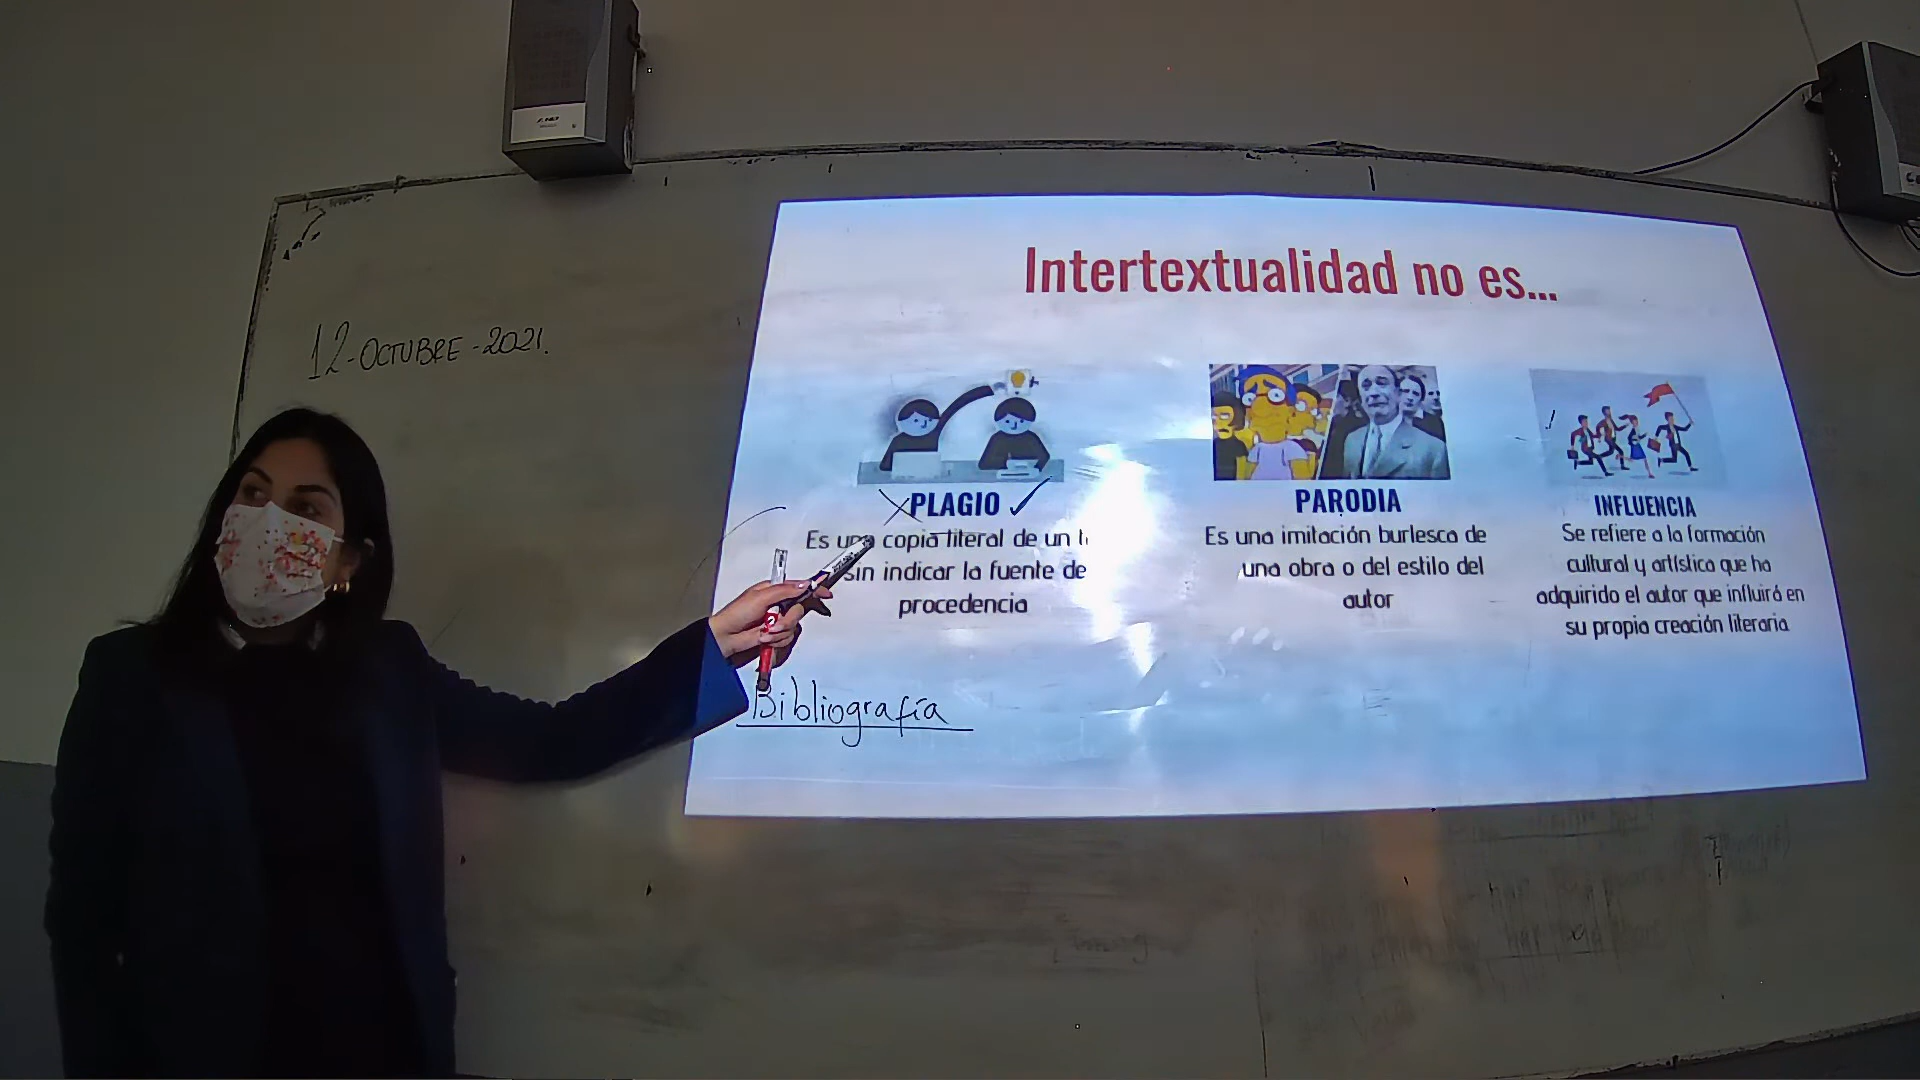 12-OCTUBRE-2021.
Intertextualidad no es...
PLAGIO
Es una copia literal de un
sin indicar la fuente de
procedencia
PARODIA
Es una imitación burlesca de
una obra o del estilo del
autor
INFLUENCIA
Se refiere a la formación
cultural y artística que ha
adquirido el autor que influirá en
su propia creación literaria
Bibliografía